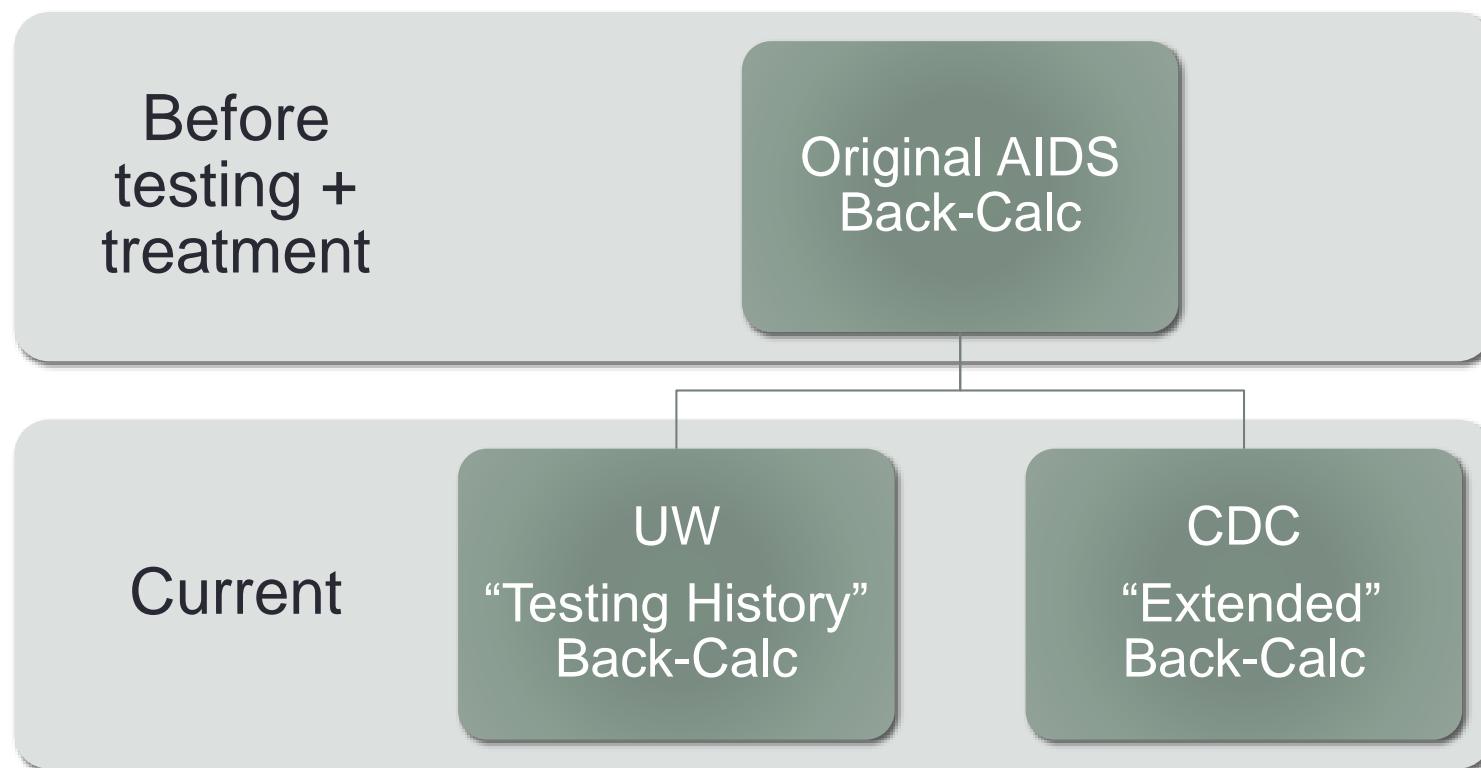 Before
testing +
treatment
Original AIDS
Back-Calc
Current
UW
“Testing History”
Back-Calc
CDC
“Extended”
Back-Calc